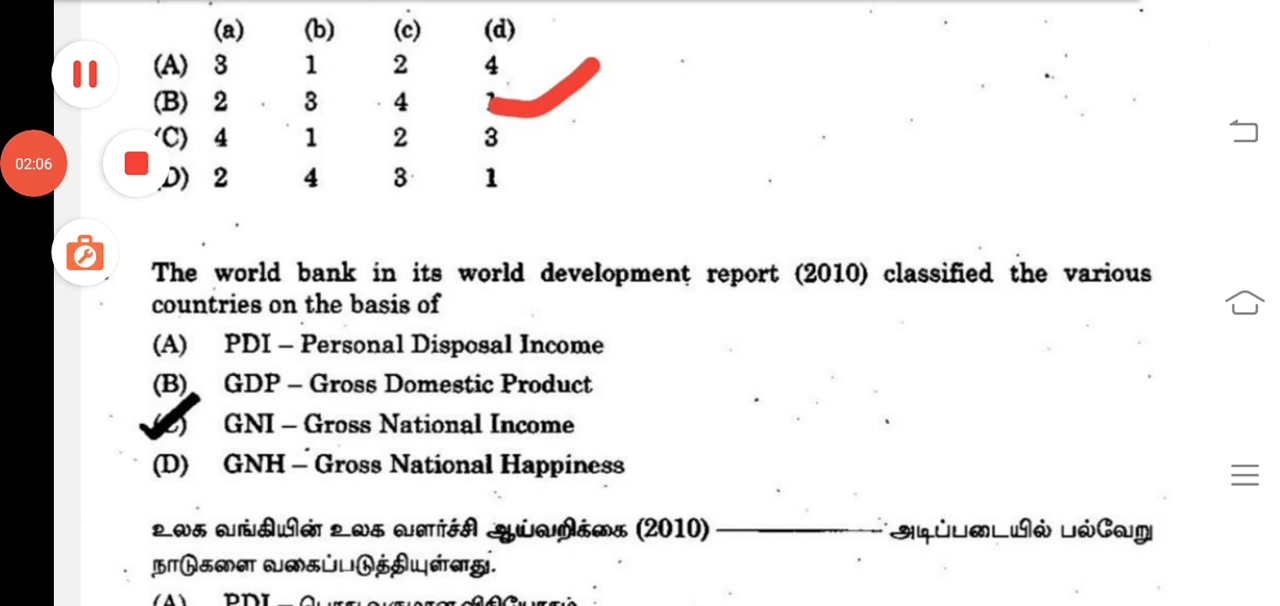 (a) (b) (c) (d)
(A) 3 1 2 4
(B) 2 3 4
(C) 4 1 2 3
D) 2 4 3 1
02:06
The world bank in its world development report (2010) classified the various
countries on the basis of
(A) PDI – Personal Disposal Income
(B) GDP – Gross Domestic Product
GNI – Gross National Income
(D) GNH – Gross National Happiness
உலக வங்கியின் உலக வளர்ச்சி ஆய்வறிக்கை (2010) ———— அடிப்படையில் பல்வேறு
நாடுகளை வகைப்படுத்தியுள்ளது.
(A) PDI –